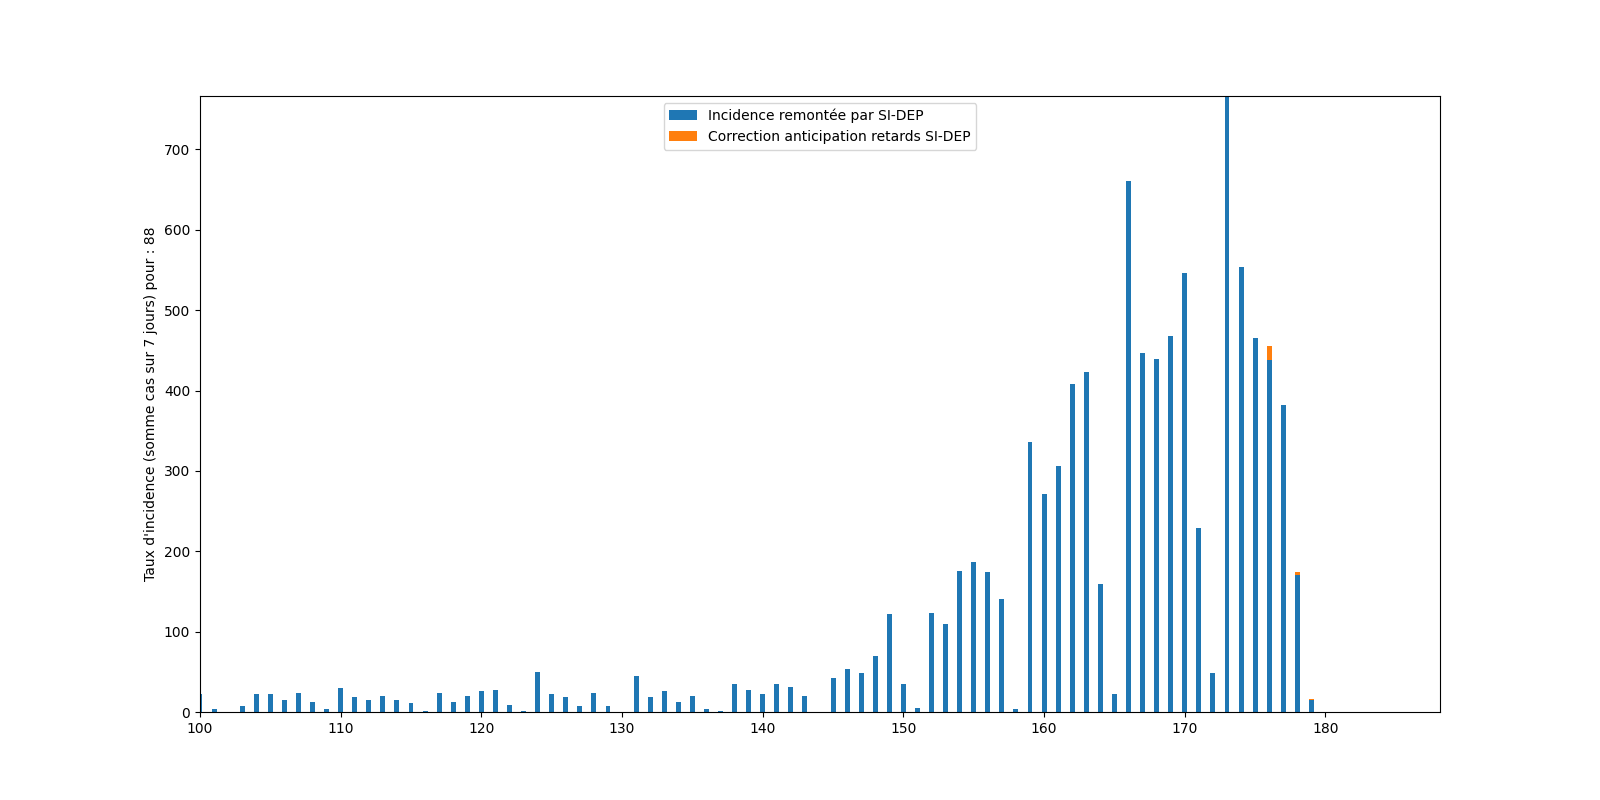 Incidence remontée par SI-DEP
Correction anticipation retards SI-DEP
Taux d'incidence (somme cas sur 7 jours) pour : 88
700
600
500
400
300
200
100
0
100 110 120 130 140 150 160 170 180